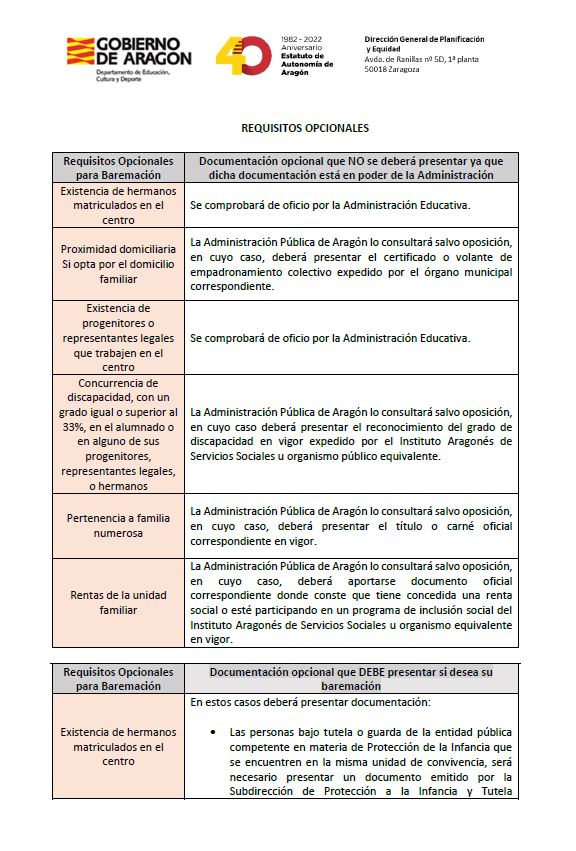 GOBIERNO
DE ARAGON
Departamento de Educación,
Cultura y Deporte
40
1982 - 2022
Aniversario
Estatuto de
Autonomía de
Aragón
Dirección General de Planificación
y Equidad
Avda. de Ranillas nº 5D, 1ª planta
50018 Zaragoza
REQUISITOS OPCIONALES
Requisitos Opcionales
para Baremación
Documentación opcional que NO se deberá presentar ya que
dicha documentación está en poder de la Administración
Existencia de hermanos
matriculados en el
centro
Se comprobará de oficio por la Administración Educativa.
Proximidad domiciliaria
Si opta por el domicilio
familiar
La Administración Pública de Aragón lo consultará salvo oposición,
en cuyo caso, deberá presentar el certificado o volante de
empadronamiento colectivo expedido por el órgano municipal
correspondiente.
Existencia de
progenitores o
representantes legales
que trabajen en el
centro
Se comprobará de oficio por la Administración Educativa.
Concurrencia de
discapacidad, con un
grado igual o superior al
33%, en el alumnado o
en alguno de sus
progenitores,
representantes legales,
o hermanos
La Administración Pública de Aragón lo consultará salvo oposición,
en cuyo caso deberá presentar el reconocimiento del grado de
discapacidad en vigor expedido por el Instituto Aragonés de
Servicios Sociales u organismo público equivalente.
Pertenencia a familia
numerosa
La Administración Pública de Aragón lo consultará salvo oposición,
en cuyo caso, deberá presentar el título o carné oficial
correspondiente en vigor.
Rentas de la unidad
familiar
La Administración Pública de Aragón lo consultará salvo oposición,
en cuyo caso, deberá aportarse documento oficial
correspondiente donde conste que tiene concedida una renta
social o esté participando en un programa de inclusión social del
Instituto Aragonés de Servicios Sociales u organismo equivalente
en vigor.
Requisitos Opcionales
para Baremación
Documentación opcional que DEBE presentar si desea su
baremación
Existencia de hermanos
matriculados en el
centro
En estos casos deberá presentar documentación:
• Las personas bajo tutela o guarda de la entidad pública
competente en materia de Protección de la Infancia que
se encuentren en la misma unidad de convivencia, será
necesario presentar un documento emitido por la
Subdirección de Protección a la Infancia y Tutela